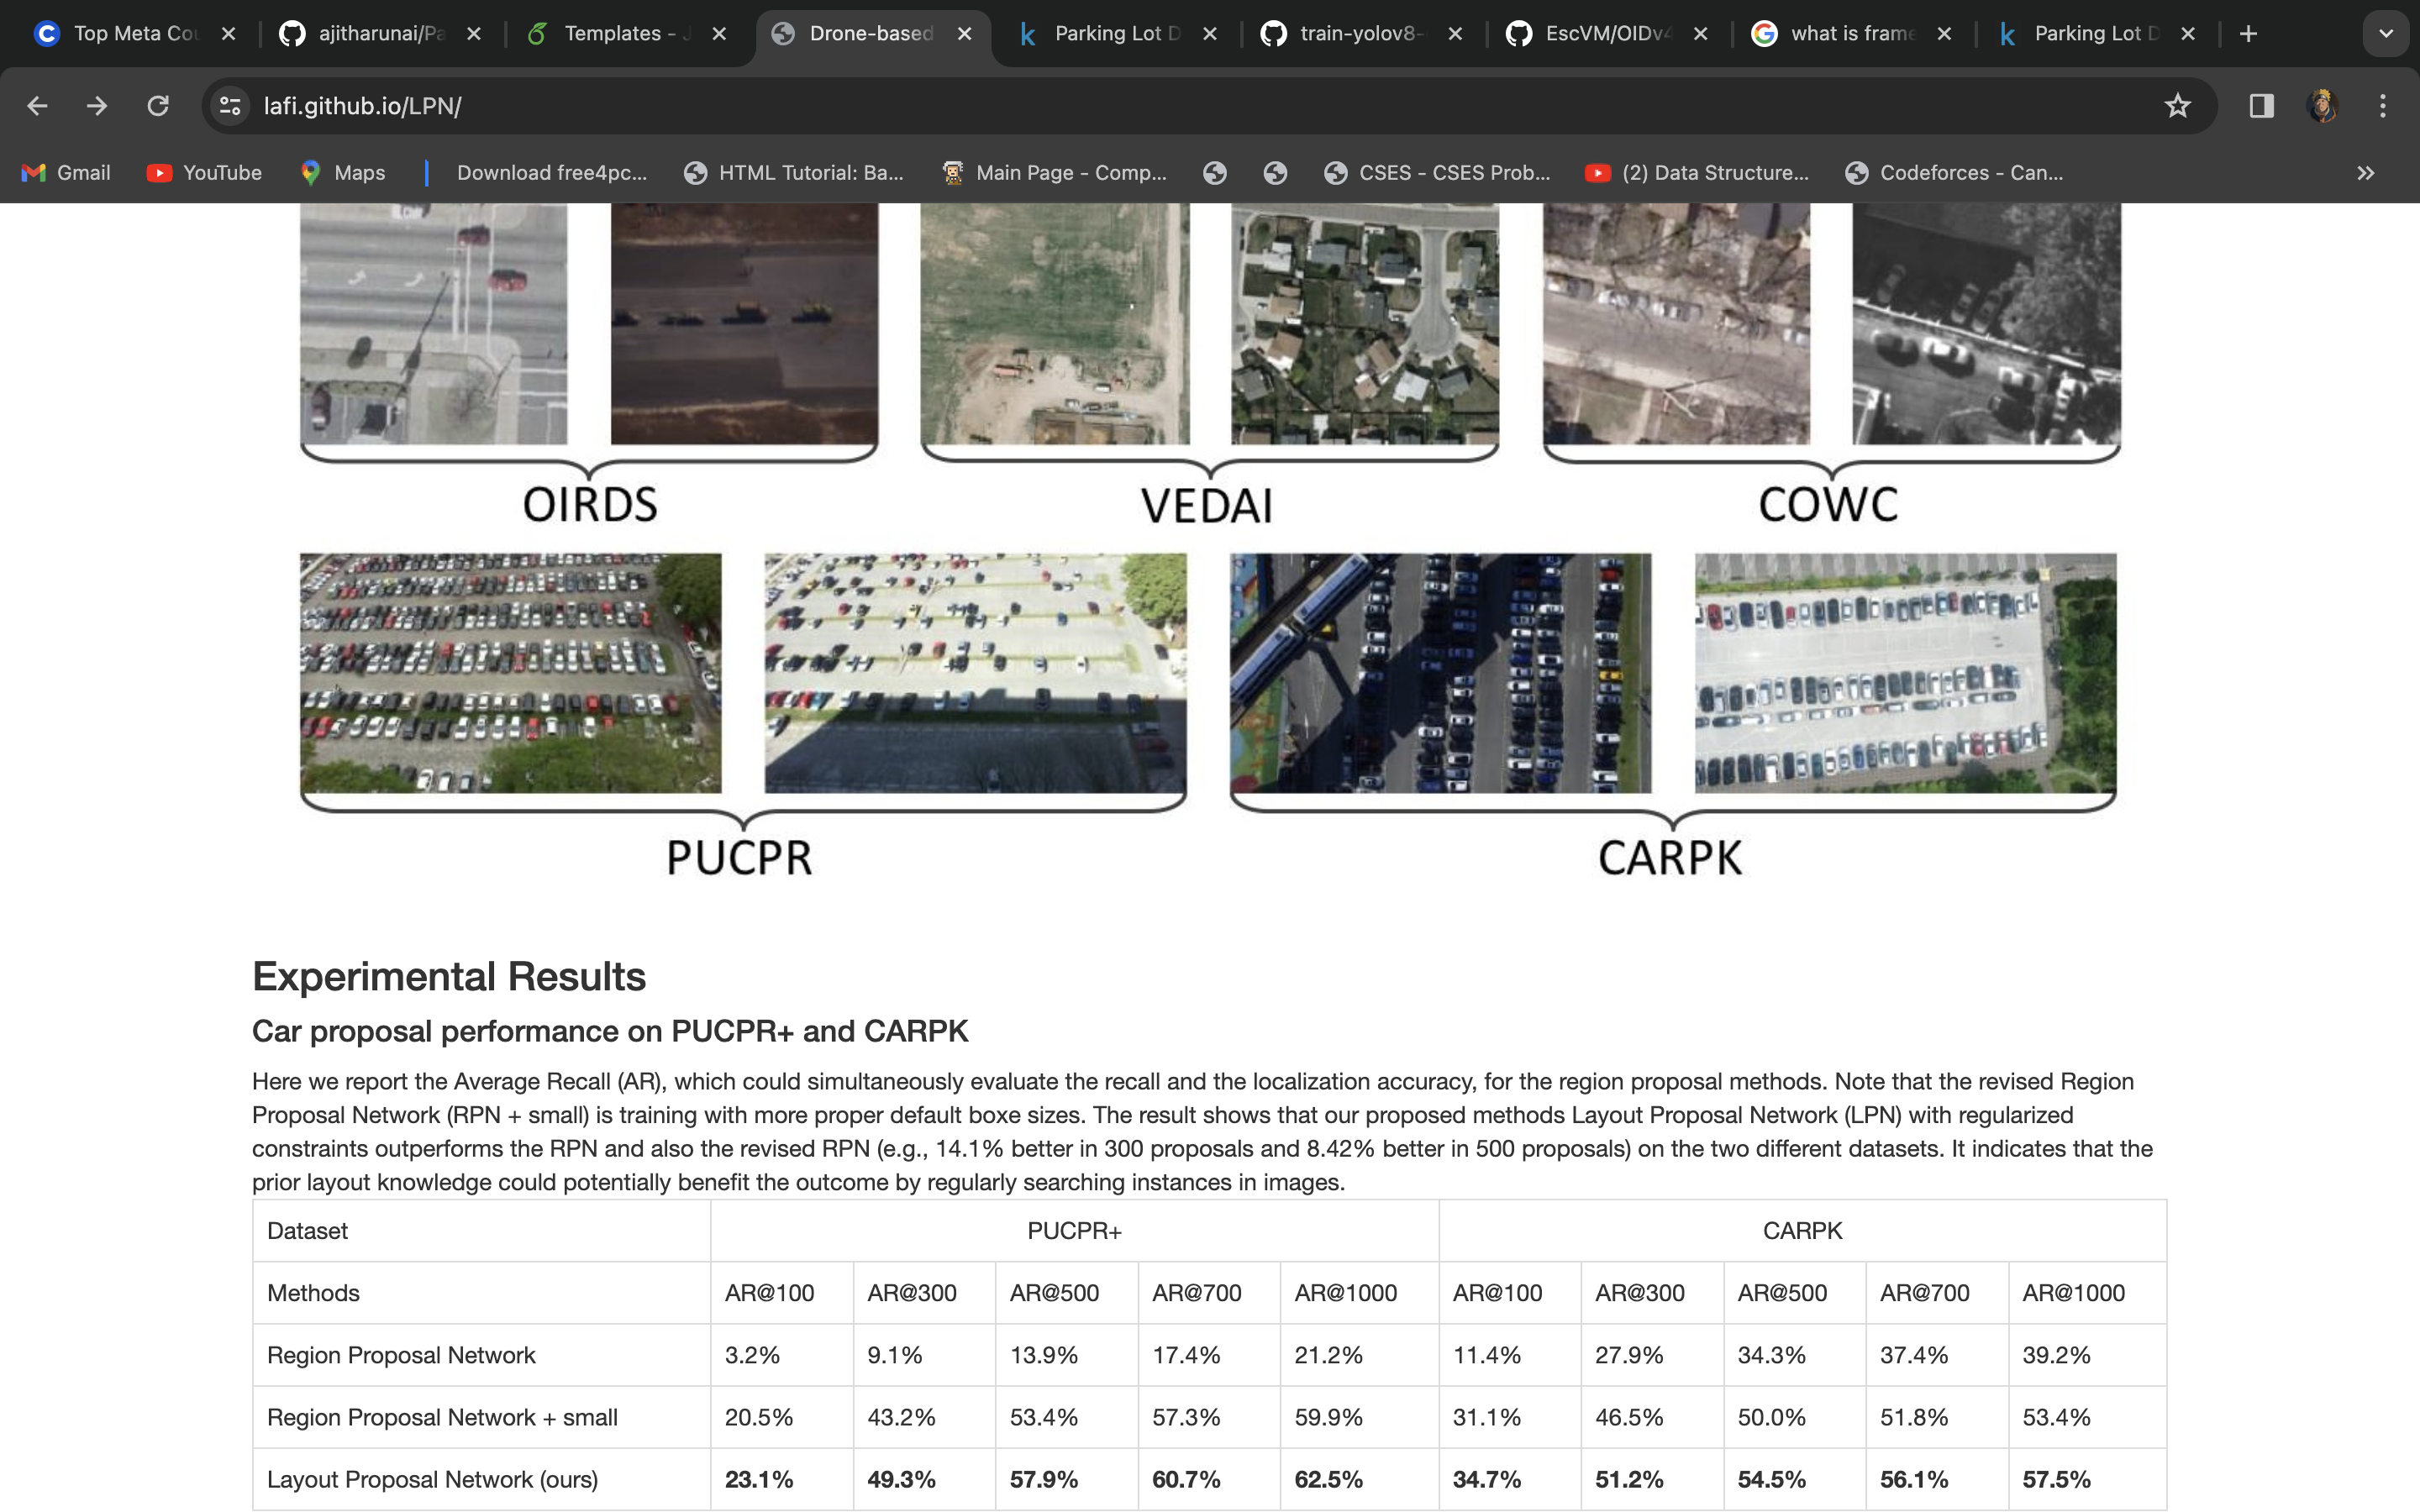 Top Meta Cou
ajitharunai/Pa
Templates - J
Drone-based
Parking Lot D
train-yolov8-
EscVM/OIDv4
what is frame
Parking Lot D
lafi.github.io/LPN/
Gmail
YouTube
Maps
Download free4pc...
HTML Tutorial: Ba...
Main Page - Comp...
CSES - CSES Prob...
(2) Data Structure...
Codeforces - Can...
OIRDS
VEDAI
COWC
PUCPR
CARPK
Experimental Results
Car proposal performance on PUCPR+ and CARPK
Here we report the Average Recall (AR), which could simultaneously evaluate the recall and the localization accuracy, for the region proposal methods. Note that the revised Region
Proposal Network (RPN + small) is training with more proper default boxe sizes. The result shows that our proposed methods Layout Proposal Network (LPN) with regularized
constraints outperforms the RPN and also the revised RPN (e.g., 14.1% better in 300 proposals and 8.42% better in 500 proposals) on the two different datasets. It indicates that the
prior layout knowledge could potentially benefit the outcome by regularly searching instances in images.
Dataset PUCPR+ CARPK
Methods AR@100 AR@300 AR@500 AR@700 AR@1000 AR@100 AR@300 AR@500 AR@700 AR@1000
Region Proposal Network 3.2% 9.1% 13.9% 17.4% 21.2% 11.4% 27.9% 34.3% 37.4% 39.2%
Region Proposal Network + small 20.5% 43.2% 53.4% 57.3% 59.9% 31.1% 46.5% 50.0% 51.8% 53.4%
Layout Proposal Network (ours) 23.1% 49.3% 57.9% 60.7% 62.5% 34.7% 51.2% 54.5% 56.1% 57.5%